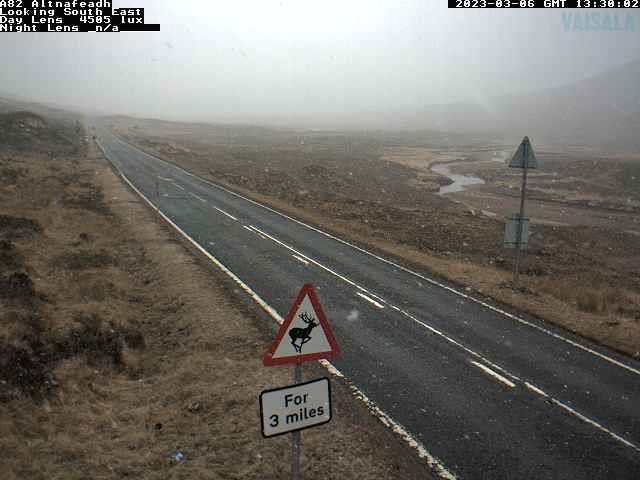 A82 Altnafeadh
Looking South East
Day Lens 4505 lux
Night Lens n/a
2023-03-06 GMT 13:30:02
VAISALA
For
3 miles